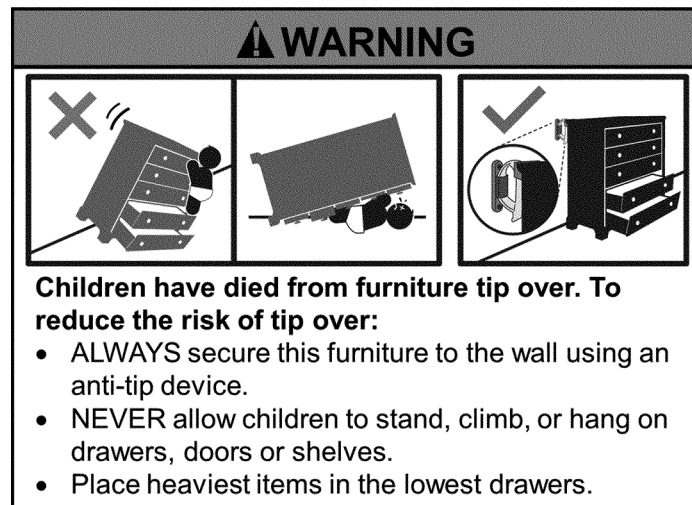 WARNING
Children have died from furniture tip over. To
reduce the risk of tip over:
• ALWAYS secure this furniture to the wall using an
anti-tip device.
• NEVER allow children to stand, climb, or hang on
drawers, doors or shelves.
• Place heaviest items in the lowest drawers.